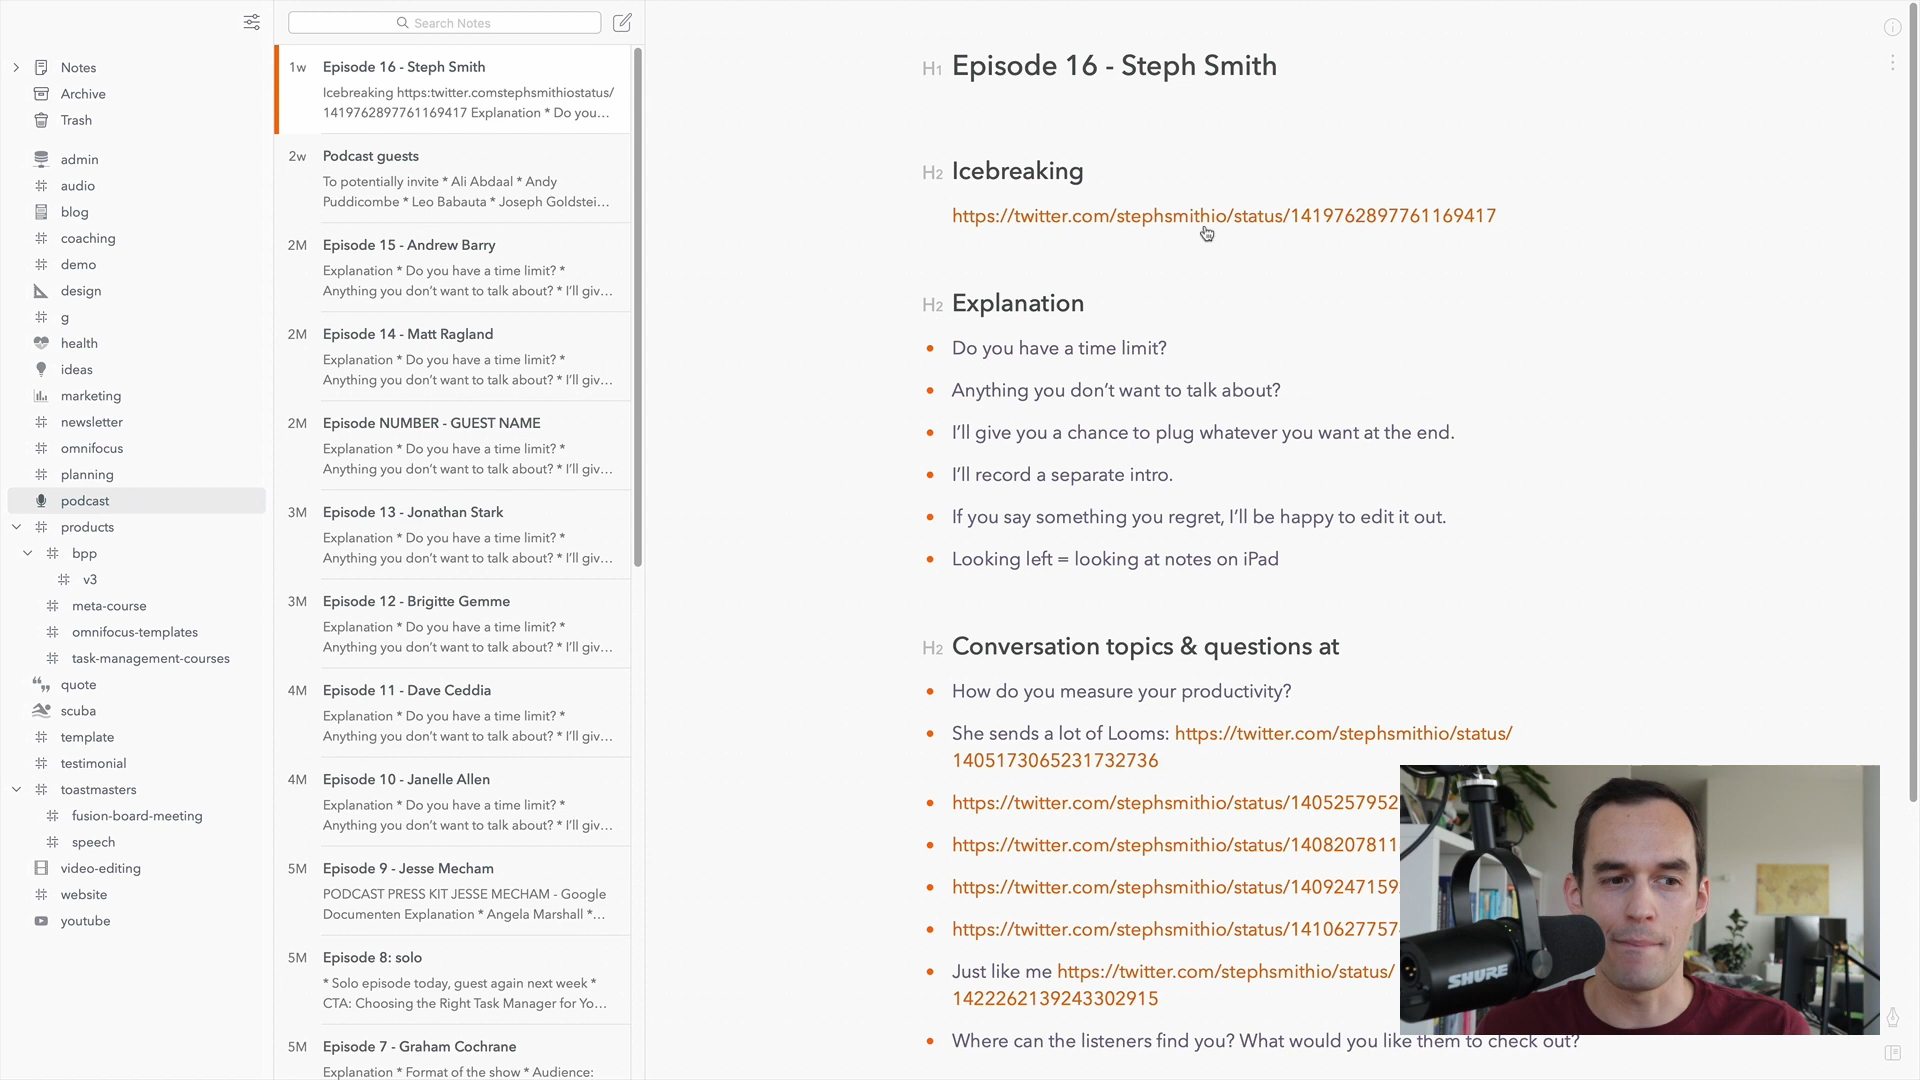 Notes
Archive
Trash
admin
audio
blog
coaching
demo
design
g
health
ideas
marketing
newsletter
omnifocus
planning
podcast
products
bpp
v3
meta-course
omnifocus-templates
task-management-courses
quote
scuba
template
testimonial
toastmasters
fusion-board-meeting
speech
video-editing
website
youtube
Search Notes
1w Episode 16 - Steph Smith
Icebreaking https:twitter.comstephsmithiostatus/
1419762897761169417 Explanation * Do you…
2w Podcast guests
To potentially invite * Ali Abdaal * Andy
Puddicombe * Leo Babauta * Joseph Goldstei…
2M Episode 15 - Andrew Barry
Explanation * Do you have a time limit? *
Anything you don’t want to talk about? * I’ll giv…
2M Episode 14 - Matt Ragland
Explanation * Do you have a time limit? *
Anything you don’t want to talk about? * I’ll giv…
2M Episode NUMBER - GUEST NAME
Explanation * Do you have a time limit? *
Anything you don’t want to talk about? * I’ll giv…
3M Episode 13 - Jonathan Stark
Explanation * Do you have a time limit? *
Anything you don’t want to talk about? * I’ll giv…
3M Episode 12 - Brigitte Gemme
Explanation * Do you have a time limit? *
Anything you don’t want to talk about? * I’ll giv…
4M Episode 11 - Dave Ceddia
Explanation * Do you have a time limit? *
Anything you don’t want to talk about? * I’ll giv…
4M Episode 10 - Janelle Allen
Explanation * Do you have a time limit? *
Anything you don’t want to talk about? * I’ll giv…
5M Episode 9 - Jesse Mecham
PODCAST PRESS KIT JESSE MECHAM - Google
Documenten Explanation * Angela Marshall *…
5M Episode 8: solo
* Solo episode today, guest again next week *
CTA: Choosing the Right Task Manager for Yo…
5M Episode 7 - Graham Cochrane
Explanation * Format of the show * Audience:
H1 Episode 16 - Steph Smith
H2 Icebreaking
https://twitter.com/stephsmithio/status/1419762897761169417
H2 Explanation
• Do you have a time limit?
• Anything you don’t want to talk about?
• I’ll give you a chance to plug whatever you want at the end.
• I’ll record a separate intro.
• If you say something you regret, I’ll be happy to edit it out.
• Looking left = looking at notes on iPad
H2 Conversation topics & questions at
• How do you measure your productivity?
• She sends a lot of Looms: https://twitter.com/stephsmithio/status/
1405173065231732736
• https://twitter.com/stephsmithio/status/1405257952
• https://twitter.com/stephsmithio/status/1408207811
• https://twitter.com/stephsmithio/status/1409247159
• https://twitter.com/stephsmithio/status/141062775
• Just like me https://twitter.com/stephsmithio/status/
1422262139243302915
• Where can the listeners find you? What would you like them to check out?
SHURE